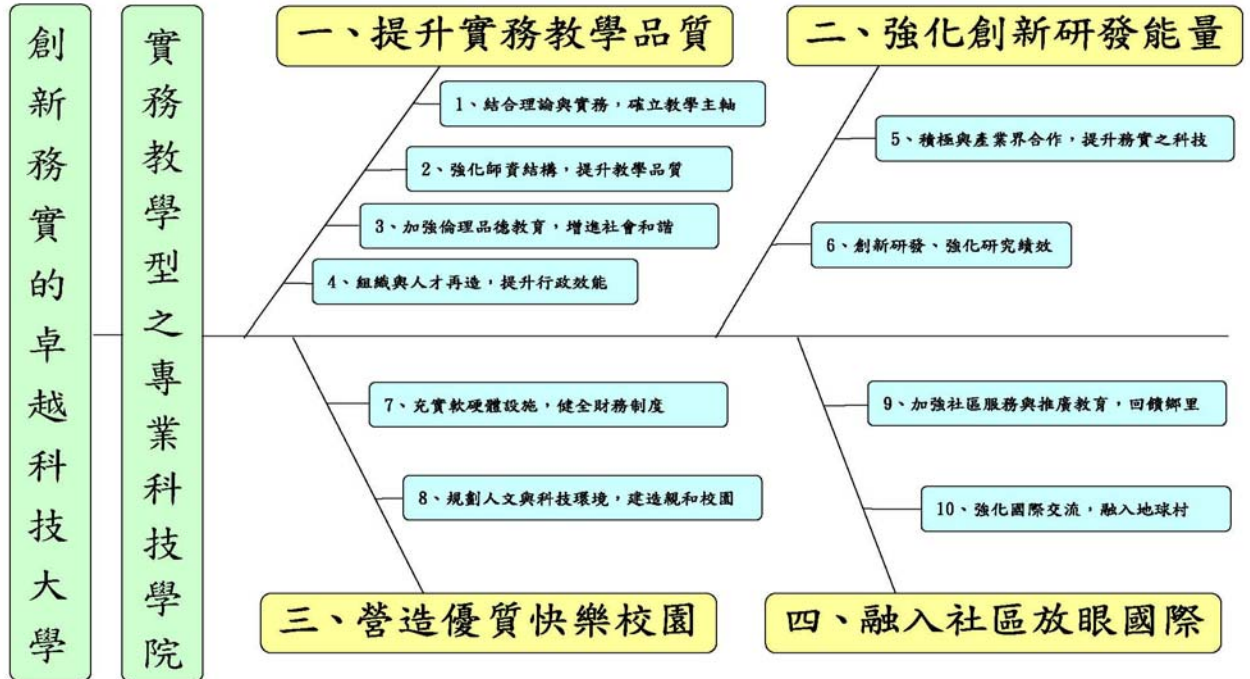 創新務實的卓越科技大學
實務教學型之專業科技學院
一、提升實務教學品質
1、結合理論與實務，確立教學主軸
2、強化師資結構，提升教學品質
3、加強倫理品德教育，增進社會和諧
4、組織與人才再造，提升行政效能
二、強化創新研發能量
5、積極與產業界合作，提升務實之科技
6、創新研發、強化研究績效
7、充實軟硬體設施，健全財務制度
8、規劃人文與科技環境，建造親和校園
三、營造優質快樂校園
9、加強社區服務與推廣教育，回饋鄉里
10、強化國際交流，融入地球村
四、融入社區放眼國際